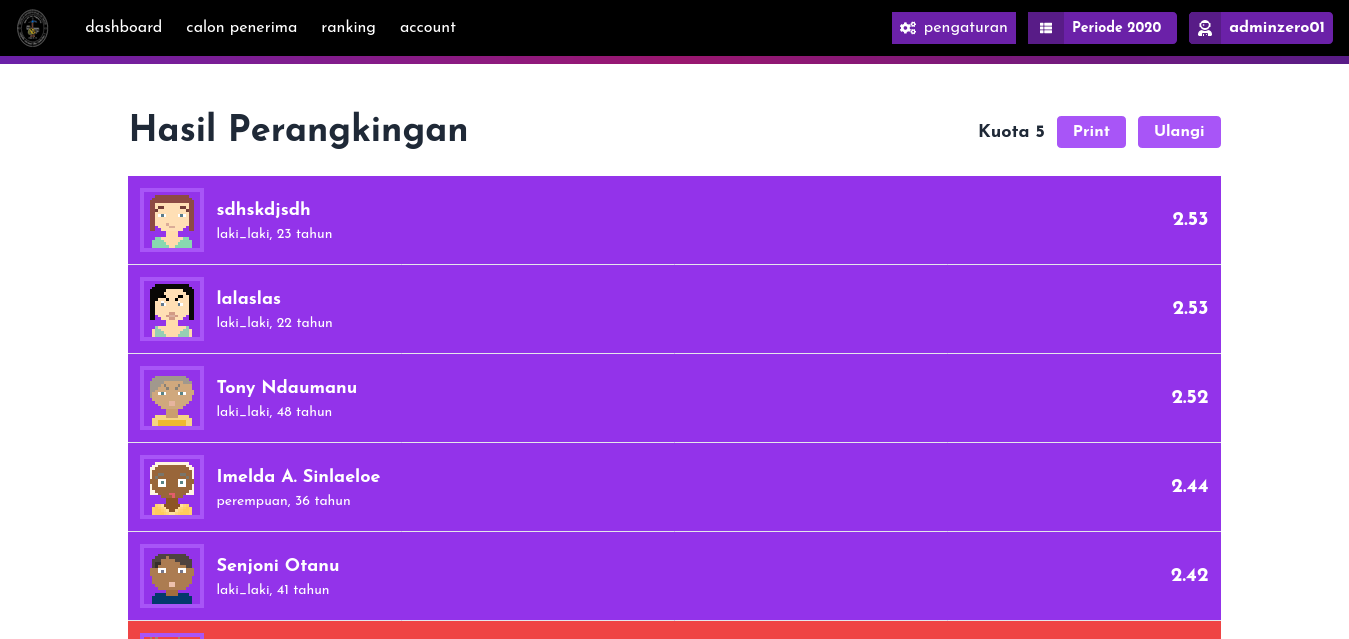 dashboard calon penerima ranking account pengaturan Periode 2020 adminzero01
Hasil Perangkingan Kuota 5 Print Ulangi
sdhskdjsdh
laki_laki, 23 tahun
2.53
lalaslas
laki_laki, 22 tahun
2.53
Tony Ndaumanu
laki_laki, 48 tahun
2.52
Imelda A. Sinlaeloe
perempuan, 36 tahun
2.44
Senjoni Otanu
laki_laki, 41 tahun
2.42